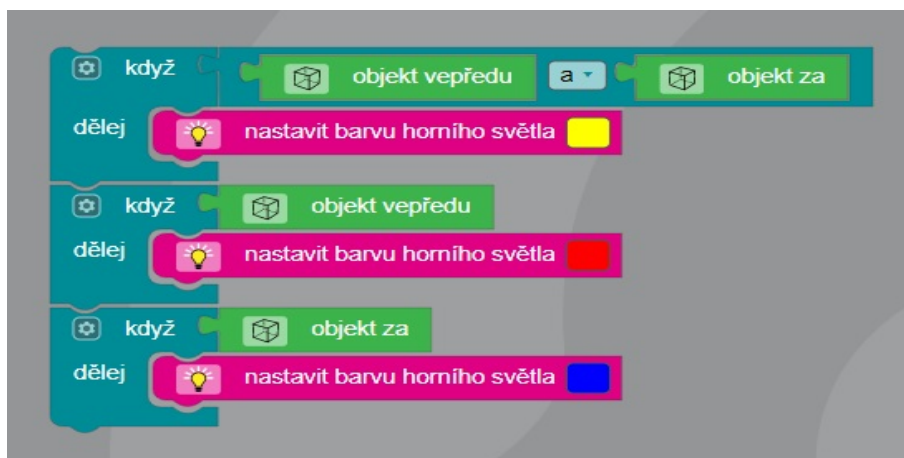 když objekt vepředu a objekt za
dělej nastavit barvu horního světla
když objekt vepředu
dělej nastavit barvu horního světla
když objekt za
dělej nastavit barvu horního světla